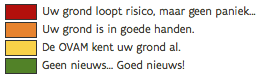 Uw grond loopt risico, maar geen paniek...
Uw grond is in goede handen.
De OVAM kent uw grond al.
Geen nieuws... Goed nieuws!